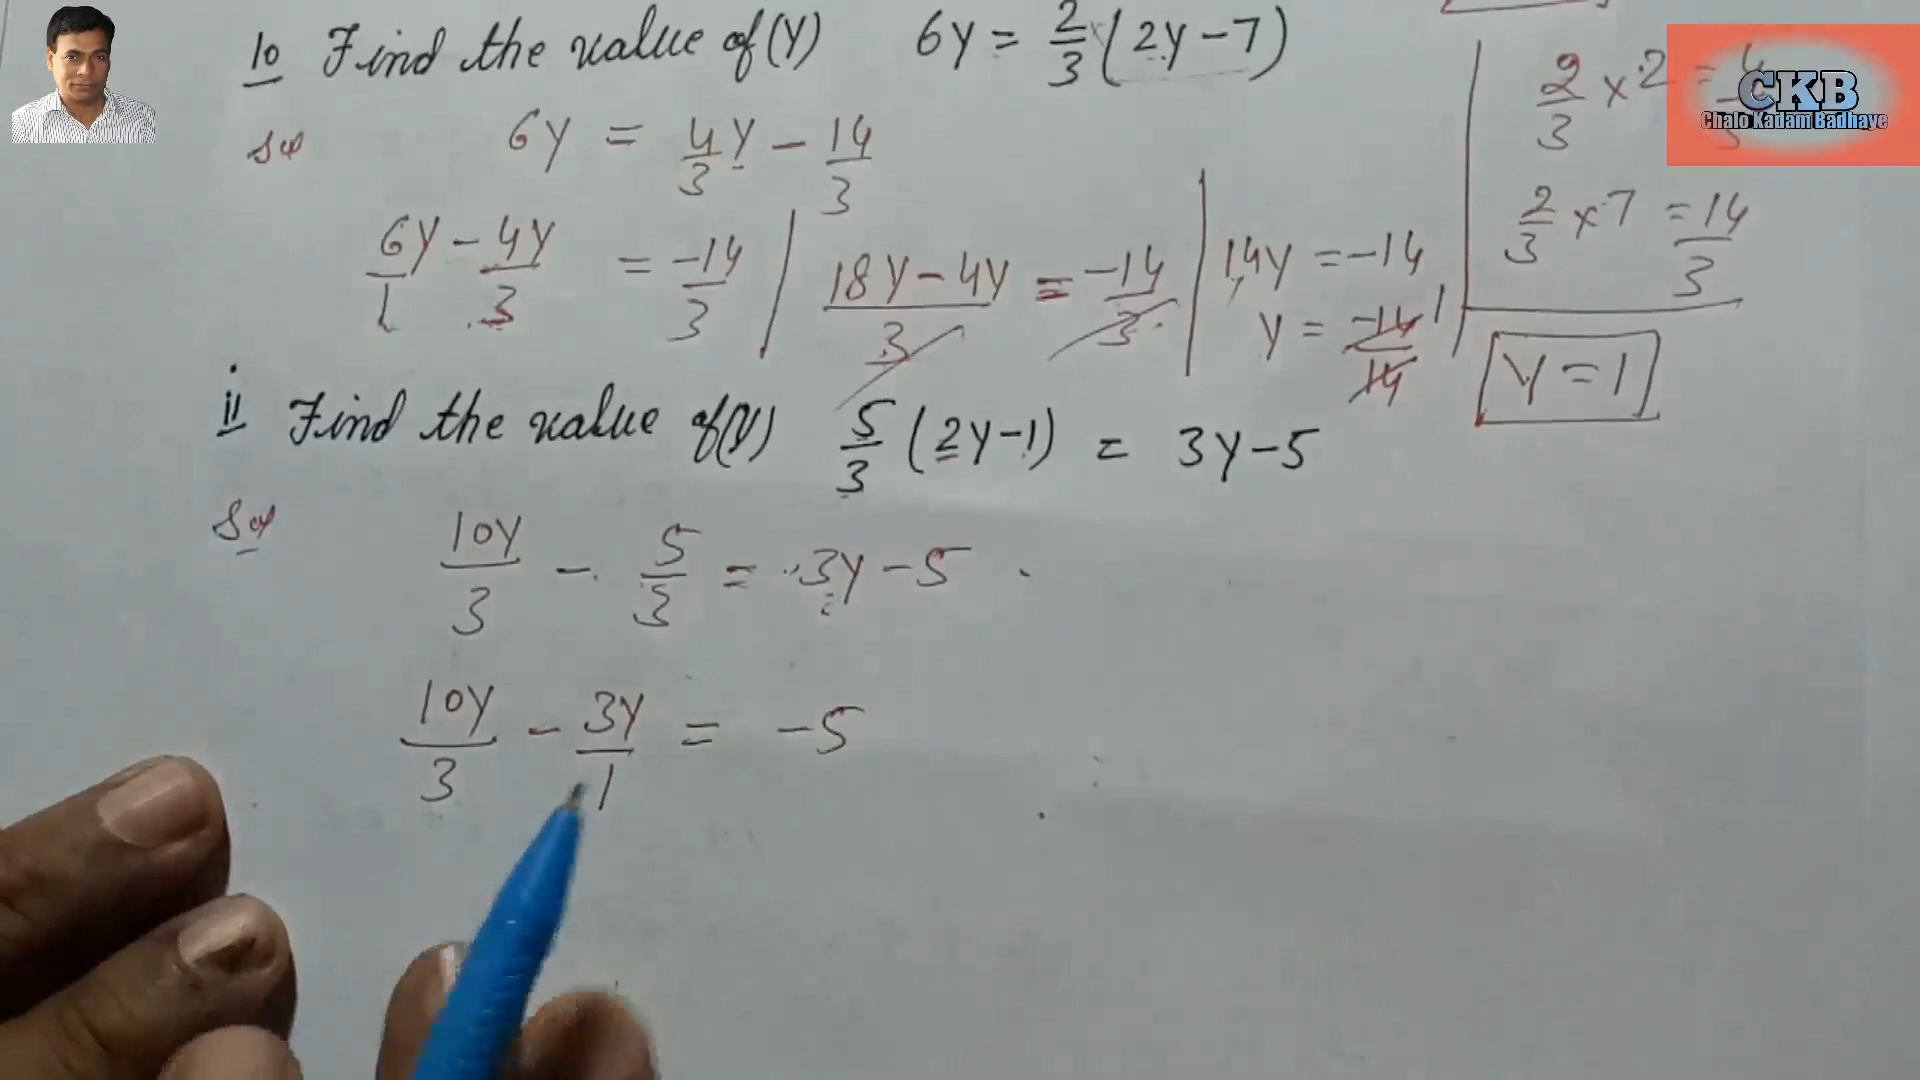 10 Find the value of (Y) 6Y = 2/3 (2Y - 7)
Sol 6Y = 4/3 Y - 14/3
6Y/1 - 4Y/3 = -14/3
18Y - 4Y / 3 = -14/3
14Y = -14
Y = -14/14 1
2/3 × 2 = 4/3
2/3 × 7 = 14/3
Y = 1
11 Find the value of (Y) 5/3 (2Y - 1) = 3Y - 5
Sol 10Y/3 - 5/3 = 3Y - 5
10Y/3 - 3Y/1 = -5
CKB
Chalo Kadam Badhaye